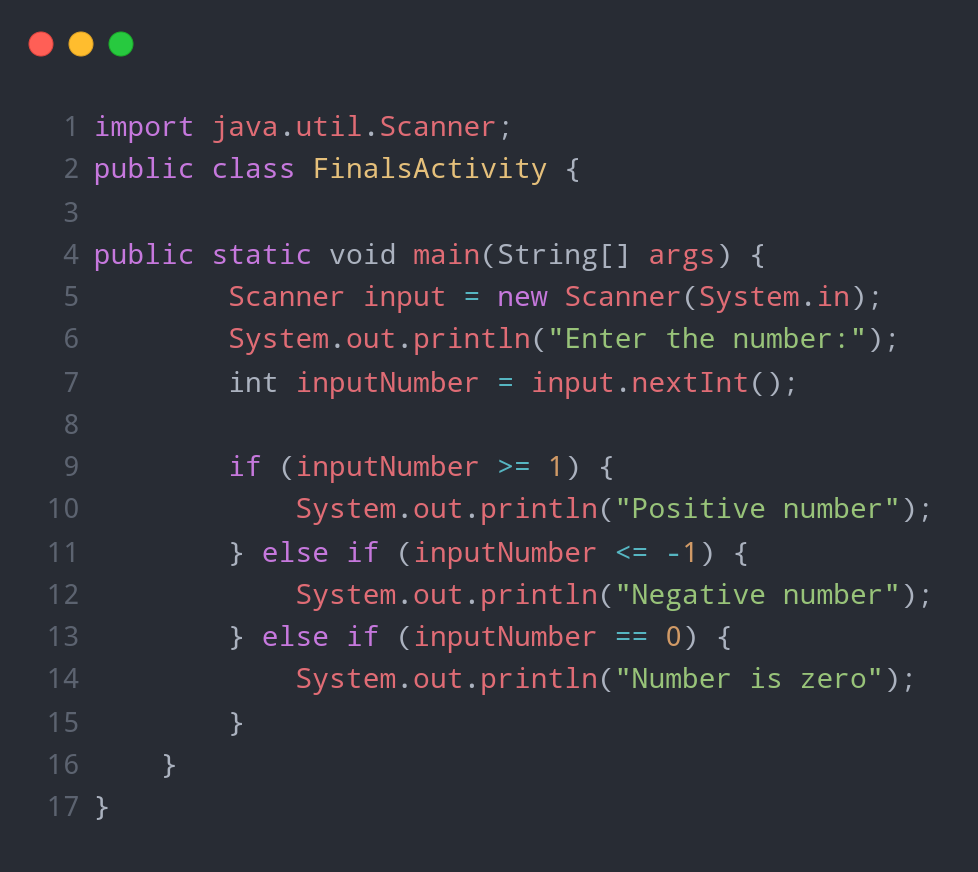 1 import java.util.Scanner;
2 public class FinalsActivity {
3
4 public static void main(String[] args) {
5         Scanner input = new Scanner(System.in);
6         System.out.println("Enter the number:");
7         int inputNumber = input.nextInt();
8
9         if (inputNumber >= 1) {
10             System.out.println("Positive number");
11         } else if (inputNumber <= -1) {
12             System.out.println("Negative number");
13         } else if (inputNumber == 0) {
14             System.out.println("Number is zero");
15         }
16     }
17 }